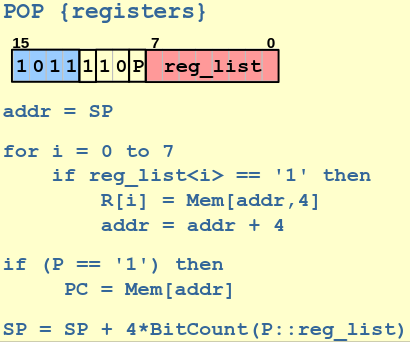 POP {registers}
15 7 0
1 0 1 1 1 1 0 P reg_list
addr = SP
for i = 0 to 7
if reg_list<i> == '1' then
R[i] = Mem[addr,4]
addr = addr + 4
if (P == '1') then
PC = Mem[addr]
SP = SP + 4*BitCount(P::reg_list)